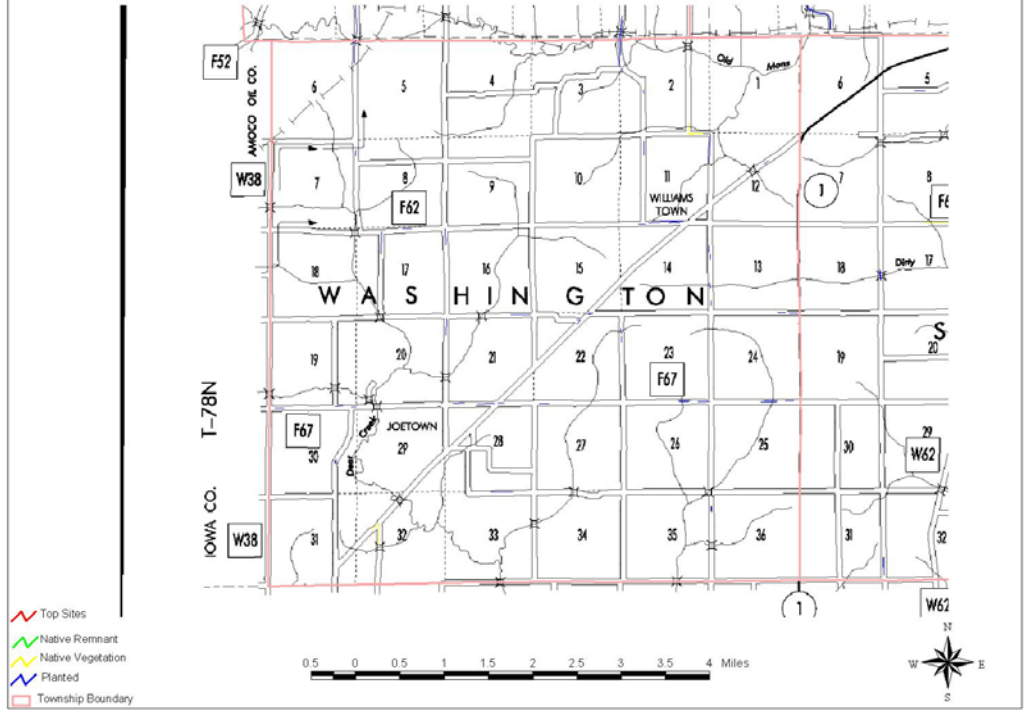 F52
AMOCO OIL CO.
Old Mans
6 5 4 3 2 1 6 5
W38
7 8 9 10 11 12 7 8
F62
WILLIAMS
TOWN
1
F6
18 17 16 15 14 13 18 17
Dirty
WASHINGTON
S
19 20 21 22 23 24 19 20
F67
T-78N
F67
Deer Creek
JOETOWN
30 29 28 27 26 25 30 29
W62
IOWA CO.
W38
31 32 33 34 35 36 31 32
1
W62
Top Sites
Native Remnant
Native Vegetation
Planted
Township Boundary
0.5 0 0.5 1 1.5 2 2.5 3 3.5 4 Miles
N
W E
S